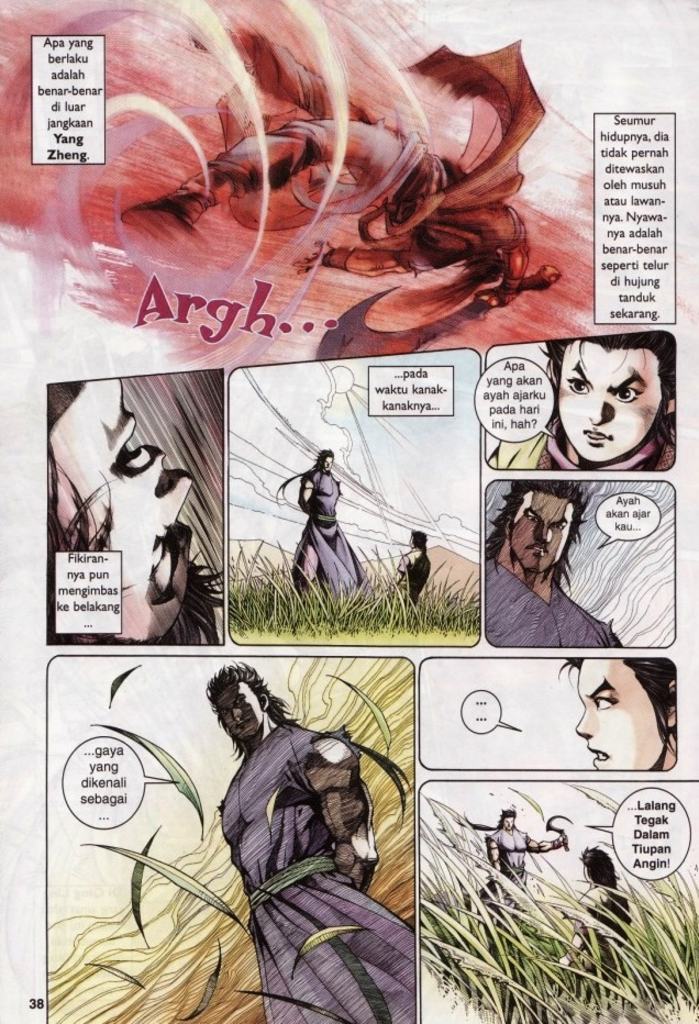 Apa yang
berlaku
adalah
benar-benar
di luar
jangkaan
Yang
Zheng.
Seumur
hidupnya, dia
tidak pernah
ditewaskan
oleh musuh
atau lawan-
nya. Nyawa-
nya adalah
benar-benar
seperti telur
di hujung
tanduk
sekarang.
Argh...
Fikiran-
nya pun
mengimbas
ke belakang
...
...pada
waktu kanak-
kanaknya...
Apa
yang akan
ayah ajarku
pada hari
ini, hah?
Ayah
akan ajar
kau...
...gaya
yang
dikenali
sebagai
...
...
...
...Lalang
Tegak
Dalam
Tiupan
Angin!
38